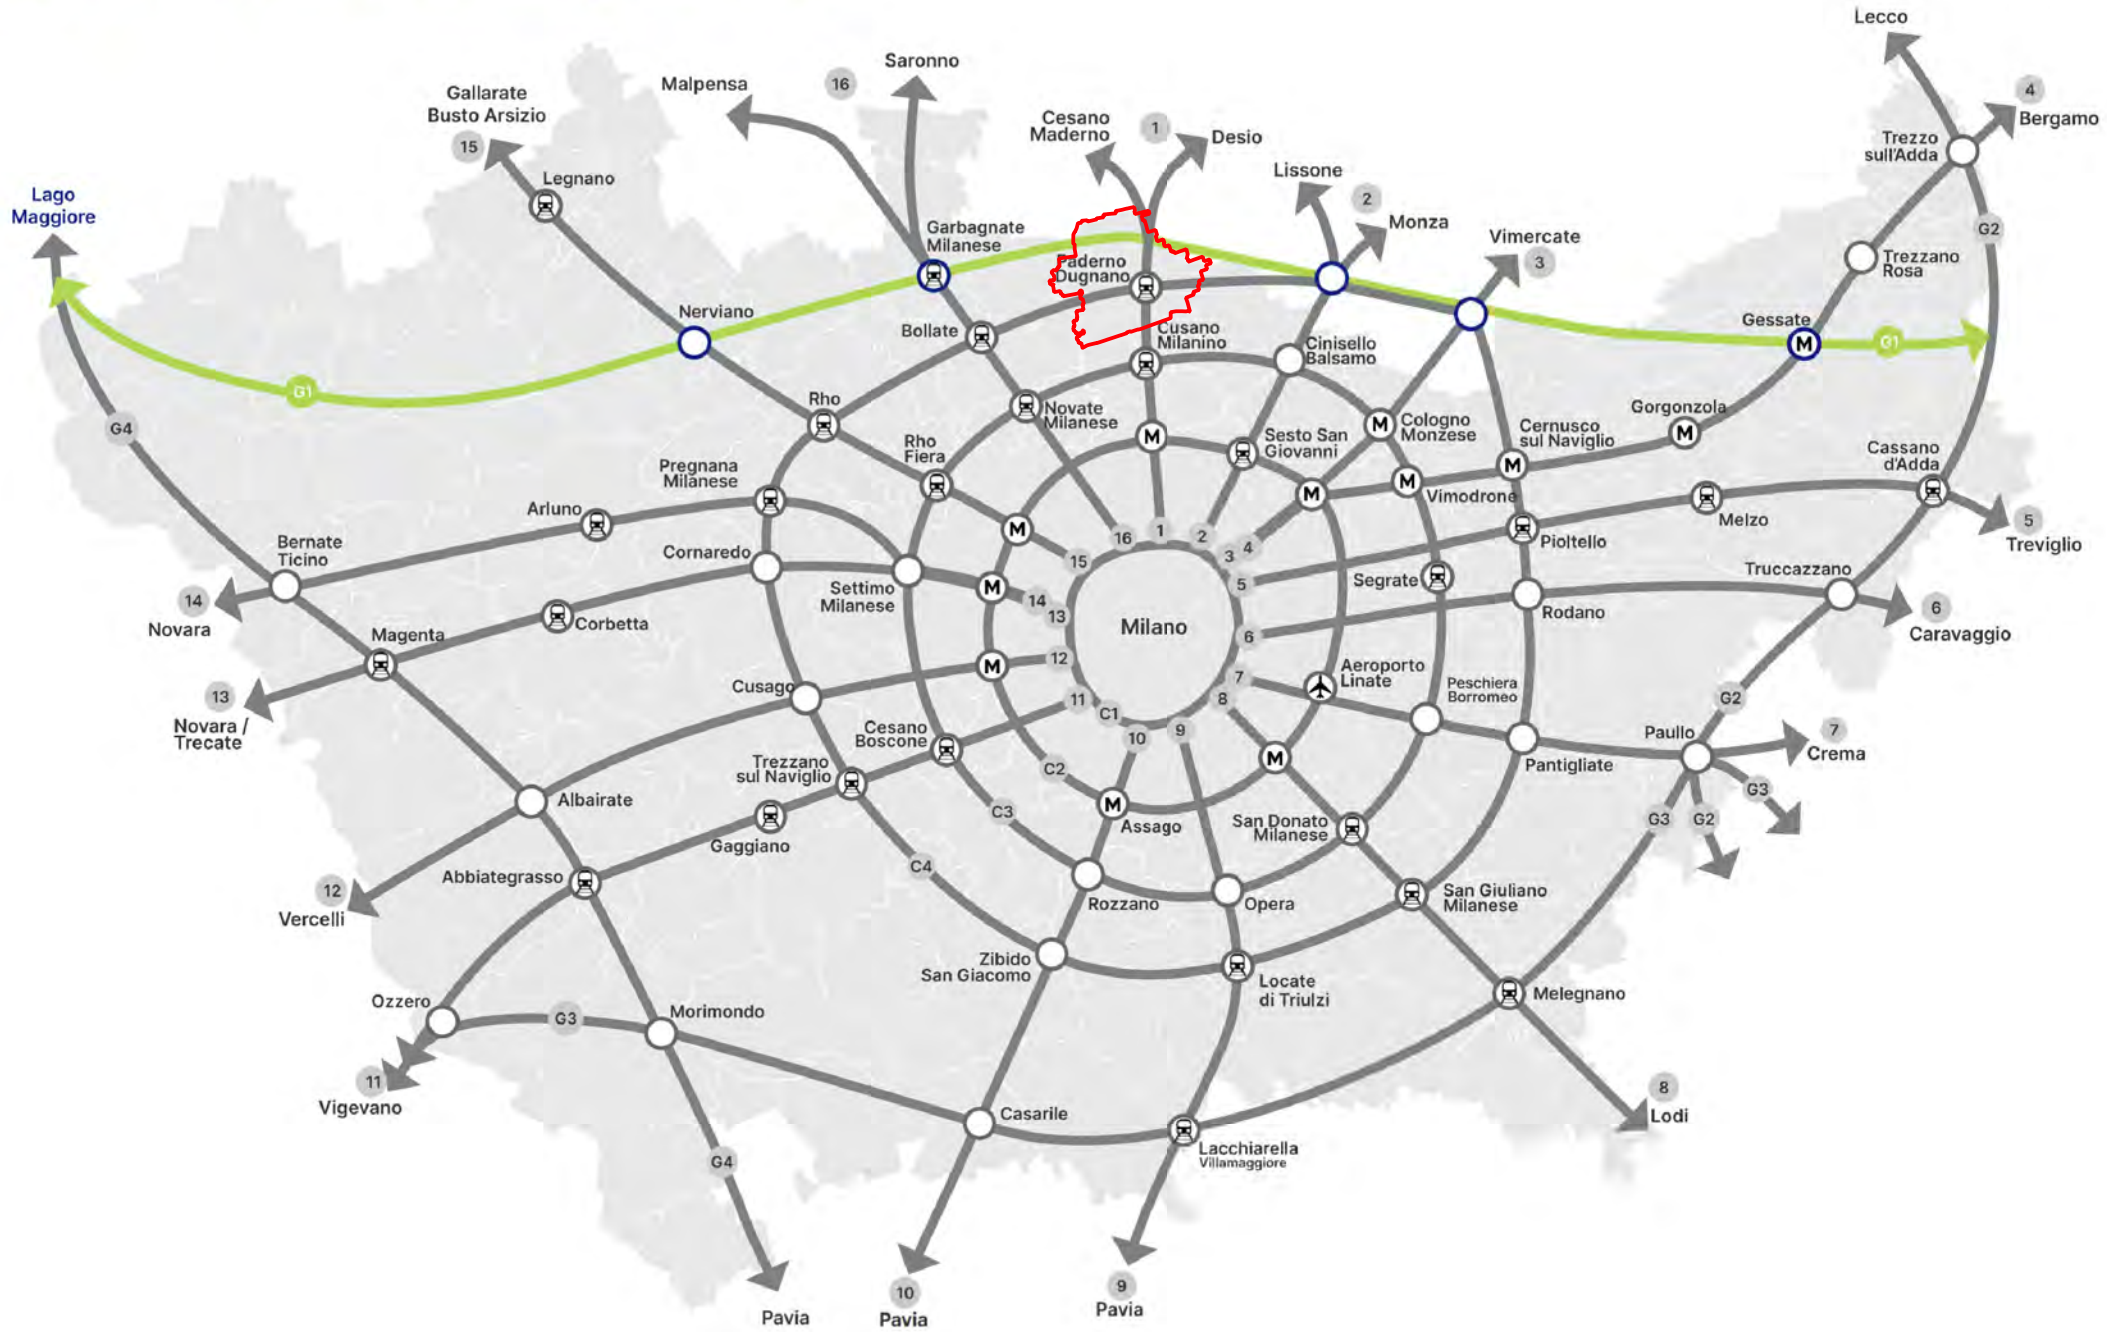 Lecco
Saronno
16
Malpensa
4
Bergamo
Gallarate
Busto Arsizio
15
Cesano
Maderno
1
Desio
Trezzo
sull'Adda
Legnano
Lissone
2
Monza
Lago
Maggiore
Garbagnate
Milanese
G2
Vimercate
3
Trezzano
Rosa
Paderno
Dugnano
Nerviano
Bollate
Cusano
Milanino
Cinisello
Balsamo
Gessate
M
G1
G1
Rho
Novate
Milanese
M
Sesto San
Giovanni
M
Cologno
Monzese
Cernusco
sul Naviglio
Gorgonzola
M
G4
Rho
Fiera
Pregnana
Milanese
M
Vimodrone
M
M
Cassano
d'Adda
Arluno
Melzo
5
Treviglio
Bernate
Ticino
M
16
1
2
3
4
15
Pioltello
Cornaredo
Settimo
Milanese
M
14
13
5
Segrate
Truccazzano
14
Novara
Magenta
Corbetta
Milano
6
Rodano
6
Caravaggio
13
Novara /
Trecate
Cusago
M
12
11
C1
10
9
8
7
Aeroporto
Linate
Peschiera
Borromeo
G2
Cesano
Boscone
Paullo
7
Crema
Trezzano
sul Naviglio
C2
M
Pantigliate
G3
Albairate
C3
M
Assago
San Donato
Milanese
G3
G2
Gaggiano
C4
Abbiategrasso
12
Vercelli
Rozzano
Opera
San Giuliano
Milanese
Zibido
San Giacomo
Locate
di Triulzi
Melegnano
Ozzero
G3
Morimondo
11
Vigevano
Casarile
8
Lodi
G4
Lacchiarella
Villamaggiore
Pavia
10
Pavia
9
Pavia